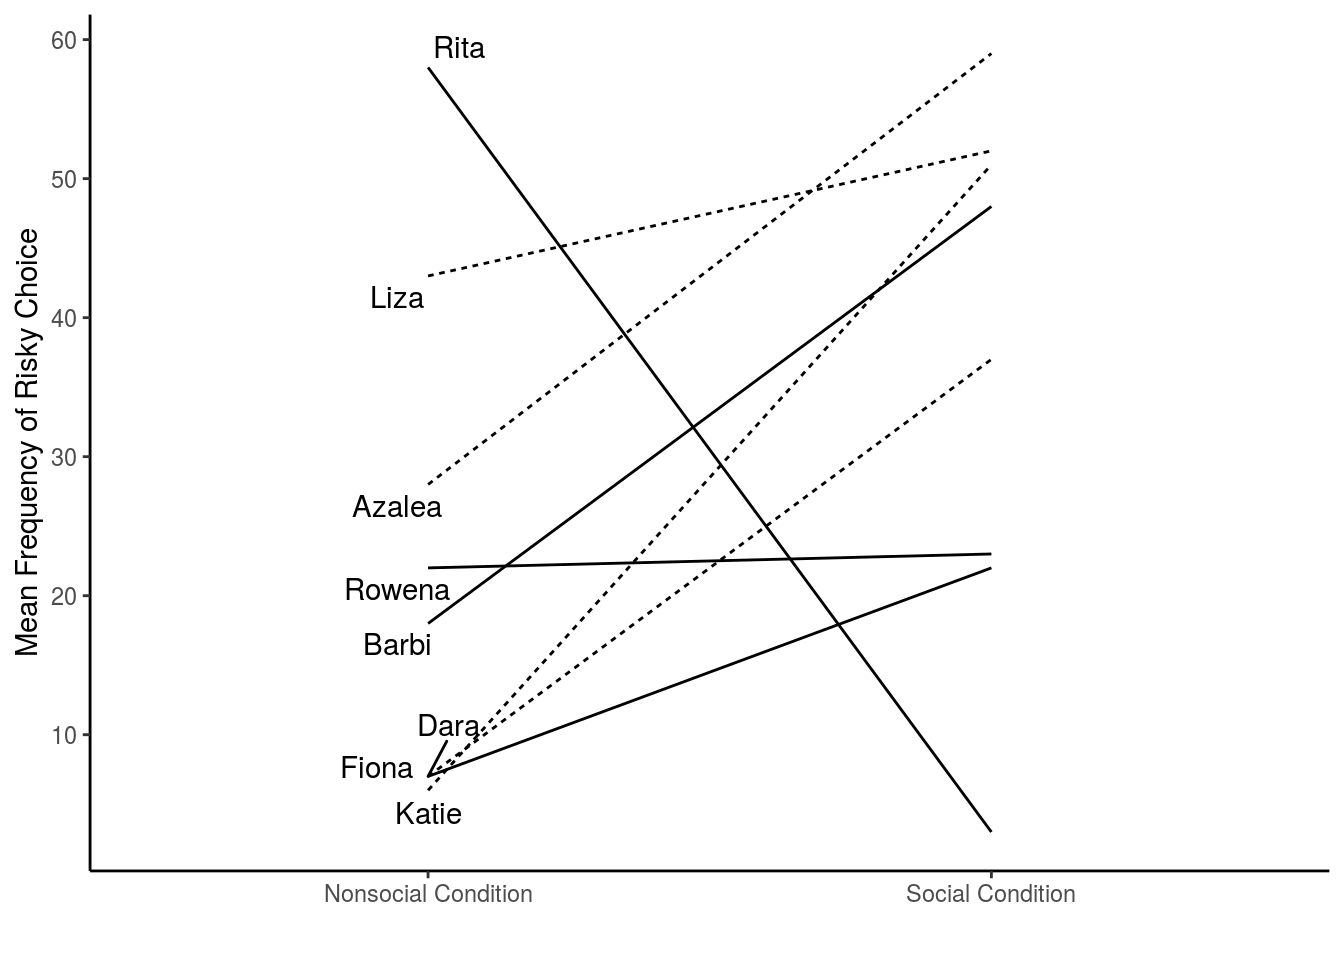 60
50
40
30
20
10
Mean Frequency of Risky Choice
Rita
Liza
Azalea
Rowena
Barbi
Dara
Fiona
Katie
Nonsocial Condition
Social Condition